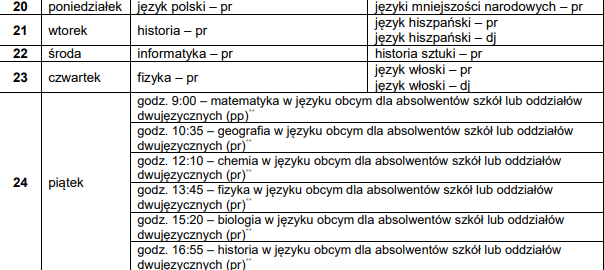 20 poniedziałek język polski – pr języki mniejszości narodowych – pr
21 wtorek historia – pr język hiszpański – pr
język hiszpański – dj
22 środa informatyka – pr historia sztuki – pr
23 czwartek fizyka – pr język włoski – pr
język włoski – dj
24 piątek
godz. 9:00 – matematyka w języku obcym dla absolwentów szkół lub oddziałów
dwujęzycznych (pp)**
godz. 10:35 – geografia w języku obcym dla absolwentów szkół lub oddziałów
dwujęzycznych (pr)**
godz. 12:10 – chemia w języku obcym dla absolwentów szkół lub oddziałów
dwujęzycznych (pr)**
godz. 13:45 – fizyka w języku obcym dla absolwentów szkół lub oddziałów
dwujęzycznych (pr)**
godz. 15:20 – biologia w języku obcym dla absolwentów szkół lub oddziałów
dwujęzycznych (pr)**
godz. 16:55 – historia w języku obcym dla absolwentów szkół lub oddziałów
dwujęzycznych (pr)**